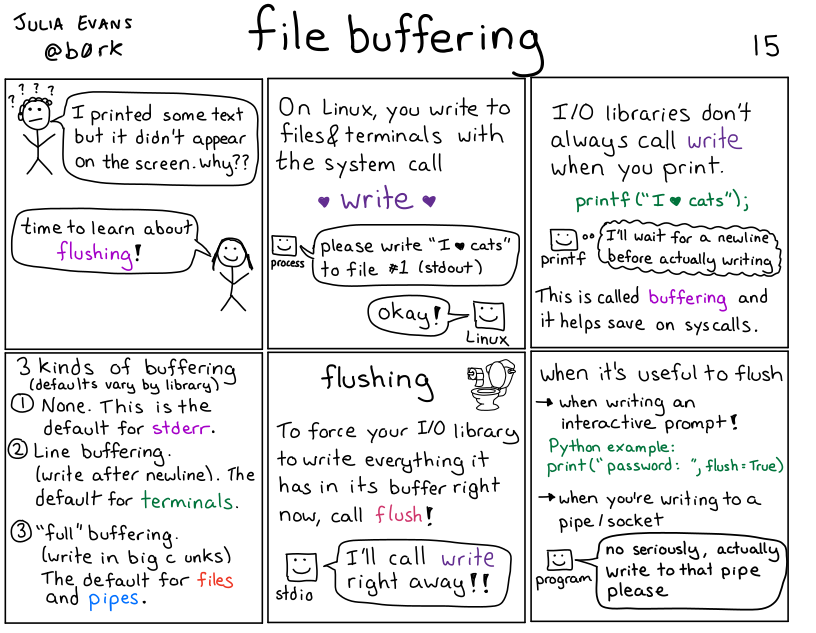 JULIA EVANS
@b0rk
file buffering
15
? ? ? ?
I printed some text
but it didn't appear
on the screen. why??
time to learn about
flushing!
On Linux, you write to
files & terminals with
the system call
♥ write ♥
process
please write "I ♥ cats"
to file #1 (stdout)
okay!
Linux
I/O libraries don't
always call write
when you print.
printf("I ♥ cats");
printf
I'll wait for a newline
before actually writing
This is called buffering and
it helps save on syscalls.
3 kinds of buffering
(defaults vary by library)
① None. This is the
default for stderr.
② Line buffering.
(write after newline). The
default for terminals.
③ "full" buffering.
(write in big c unks)
The default for files
and pipes.
flushing
To force your I/O library
to write everything it
has in its buffer right
now, call flush!
stdio
I'll call write
right away!!
when it's useful to flush
→ when writing an
interactive prompt!
Python example:
print("password: ", flush=True)
→ when you're writing to a
pipe/socket
program
no seriously, actually
write to that pipe
please